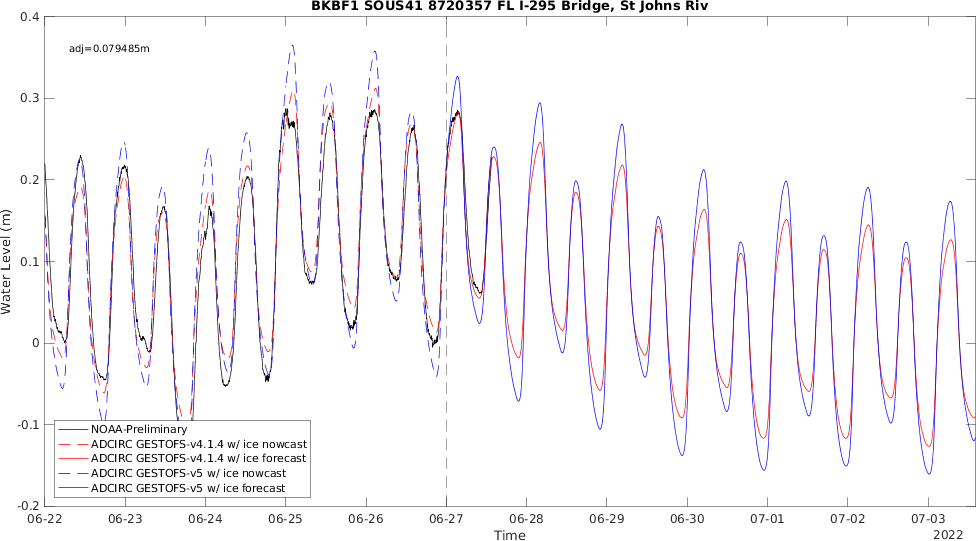 BKBF1 SOUS41 8720357 FL I-295 Bridge, St Johns Riv
adj=0.079485m
0.4
0.3
0.2
0.1
0
-0.1
-0.2
Water Level (m)
NOAA-Preliminary
ADCIRC GESTOFS-v4.1.4 w/ ice nowcast
ADCIRC GESTOFS-v4.1.4 w/ ice forecast
ADCIRC GESTOFS-v5 w/ ice nowcast
ADCIRC GESTOFS-v5 w/ ice forecast
06-22 06-23 06-24 06-25 06-26 06-27 06-28 06-29 06-30 07-01 07-02 07-03
Time
2022